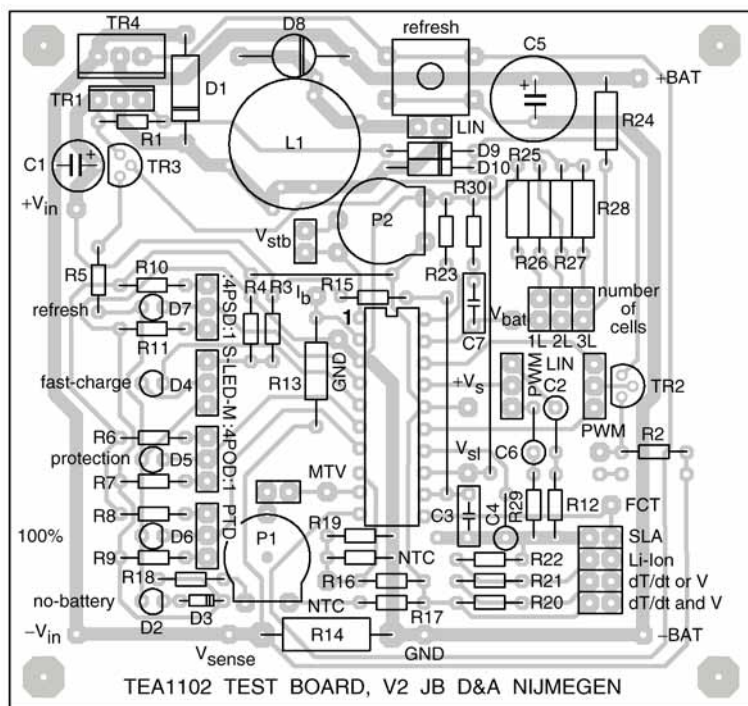 TR4
D8
refresh
C5
+BAT
D1
TR1
R1
L1
LIN
R24
C1
+
TR3
D9
D10
R25
+Vin
P2
R30
R28
Vstb
R23
R26
R27
R5
R10
R4
R3
Ib
R15
refresh
D7
:4PSD:1
1
Vbat
number
of
cells
R11
C7
1L
2L
3L
fast-charge
D4
S-LED-M
R13
GND
+Vs
PWM
LIN
C2
TR2
R6
protection
D5
:4POD:1
Vsl
C6
PWM
R2
R7
MTV
R8
PTD
C3
C4
R29
R12
FCT
100%
D6
P1
R19
SLA
R9
NTC
R22
Li-Ion
R18
R16
R21
dT/dt or V
no-battery
D2
D3
NTC
R17
R20
dT/dt and V
−Vin
R14
−BAT
Vsense
GND
TEA1102 TEST BOARD, V2 JB D&A NIJMEGEN